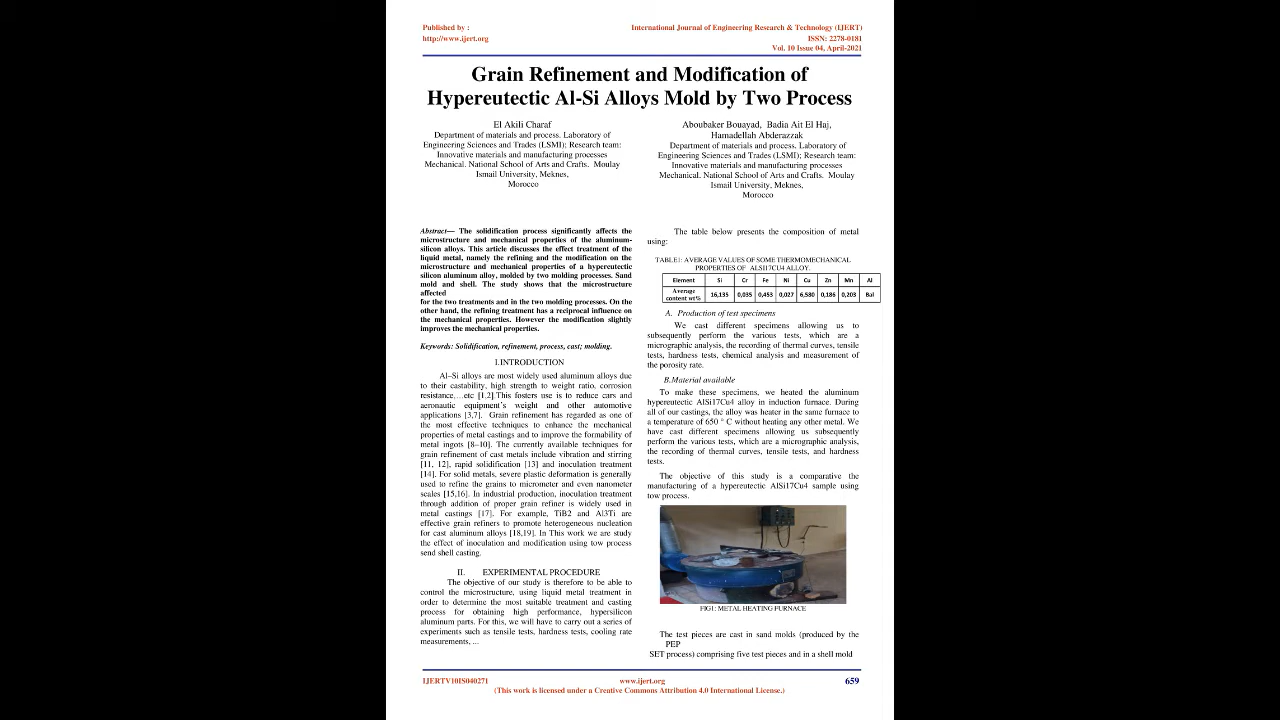 Published by :
http://www.ijert.org
International Journal of Engineering Research & Technology (IJERT)
ISSN: 2278-0181
Vol. 10 Issue 04, April-2021
Grain Refinement and Modification of
Hypereutectic Al-Si Alloys Mold by Two Process
El Akili Charaf
Department of materials and process. Laboratory of
Engineering Sciences and Trades (LSMI); Research team:
Innovative materials and manufacturing processes
Mechanical. National School of Arts and Crafts. Moulay
Ismail University, Meknes,
Morocco
Aboubaker Bouayad, Badia Ait El Haj,
Hamadellah Abderazzak
Department of materials and process. Laboratory of
Engineering Sciences and Trades (LSMI); Research team:
Innovative materials and manufacturing processes
Mechanical. National School of Arts and Crafts. Moulay
Ismail University, Meknes,
Morocco
Abstract— The solidification process significantly affects the
microstructure and mechanical properties of the aluminum-
silicon alloys. This article discusses the effect treatment of the
liquid metal, namely the refining and the modification on the
microstructure and mechanical properties of a hypereutectic
silicon aluminum alloy, molded by two molding processes. Sand
mold and shell. The study shows that the microstructure
affected
for the two treatments and in the two molding processes. On the
other hand, the refining treatment has a reciprocal influence on
the mechanical properties. However the modification slightly
improves the mechanical properties.
Keywords: Solidification, refinement, process, cast; molding.
I.INTRODUCTION
Al–Si alloys are most widely used aluminum alloys due
to their castability, high strength to weight ratio, corrosion
resistance,…etc [1,2].This fosters use is to reduce cars and
aeronautic equipment's weight and other automotive
applications [3,7]. Grain refinement has regarded as one of
the most effective techniques to enhance the mechanical
properties of metal castings and to improve the formability of
metal ingots [8–10]. The currently available techniques for
grain refinement of cast metals include vibration and stirring
[11, 12], rapid solidification [13] and inoculation treatment
[14]. For solid metals, severe plastic deformation is generally
used to refine the grains to micrometer and even nanometer
scales [15,16]. In industrial production, inoculation treatment
through addition of proper grain refiner is widely used in
metal castings [17]. For example, TiB2 and Al3Ti are
effective grain refiners to promote heterogeneous nucleation
for cast aluminum alloys [18,19]. In This work we are study
the effect of inoculation and modification using tow process
send shell casting.
II. EXPERIMENTAL PROCEDURE
The objective of our study is therefore to be able to
control the microstructure, using liquid metal treatment in
order to determine the most suitable treatment and casting
process for obtaining high performance, hypersilicon
aluminum parts. For this, we will have to carry out a series of
experiments such as tensile tests, hardness tests, cooling rate
measurements, ...
The table below presents the composition of metal
using:
TABLE1: AVERAGE VALUES OF SOME THERMOMECHANICAL
PROPERTIES OF ALSI17CU4 ALLOY.
Element Si Cr Fe Ni Cu Zn Mn Al
Average
content wt% 16,135 0,035 0,453 0,027 6,580 0,186 0,203 Bal
A. Production of test specimens
We cast different specimens allowing us to
subsequently perform the various tests, which are a
micrographic analysis, the recording of thermal curves, tensile
tests, hardness tests, chemical analysis and measurement of
the porosity rate.
B.Material available
To make these specimens, we heated the aluminum
hypereutectic AlSi17Cu4 alloy in induction furnace. During
all of our castings, the alloy was heater in the same furnace to
a temperature of 650 ° C without heating any other metal. We
have cast different specimens allowing us subsequently
perform the various tests, which are a micrographic analysis,
the recording of thermal curves, tensile tests, and hardness
tests.
The objective of this study is a comparative the
manufacturing of a hypereutectic AlSi17Cu4 sample using
tow process.
FIG1: METAL HEATING FURNACE
The test pieces are cast in sand molds (produced by the
PEP
SET process) comprising five test pieces and in a shell mold
IJERTV10IS040271
www.ijert.org
659
(This work is licensed under a Creative Commons Attribution 4.0 International License.)